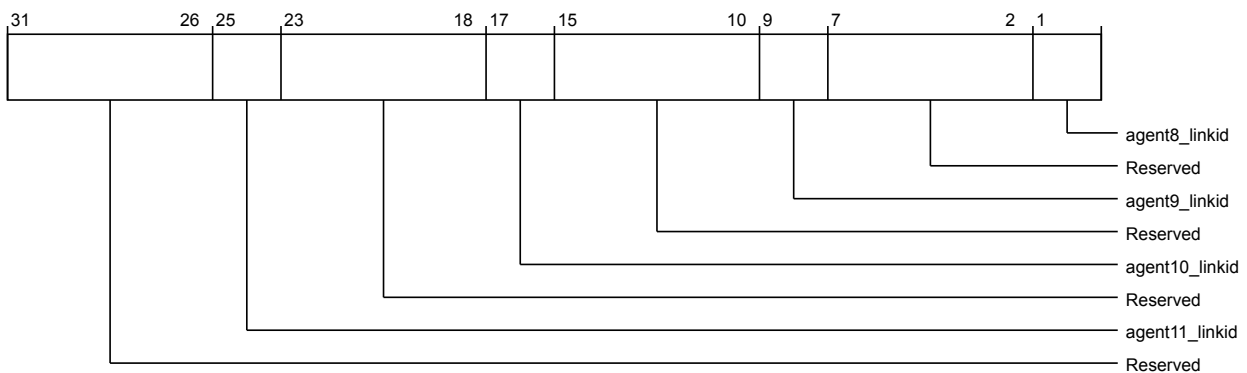 31 26 25 23 18 17 15 10 9 7 2 1
agent8_linkid
Reserved
agent9_linkid
Reserved
agent10_linkid
Reserved
agent11_linkid
Reserved